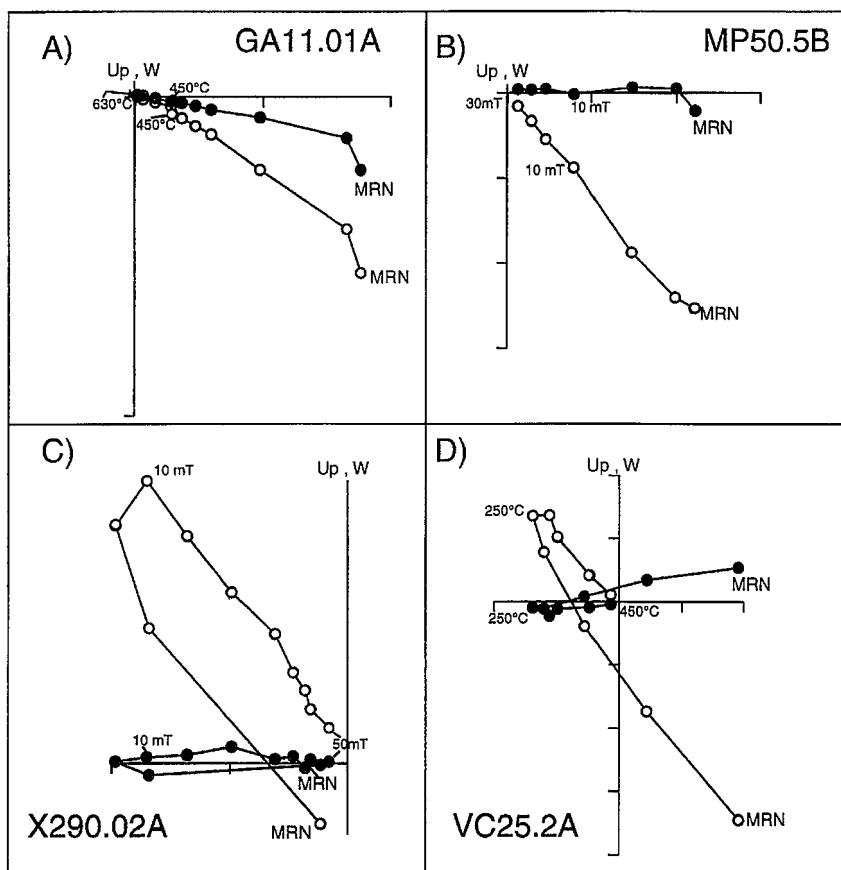 A) GA11.01A
Up , W
450°C
630°C
450°C
MRN
MRN
B) MP50.5B
Up , W
30mT
10 mT
MRN
10 mT
MRN
C)
10 mT
Up , W
10 mT
50mT
MRN
X290.02A
MRN
D)
Up , W
250°C
MRN
250°C
450°C
VC25.2A
MRN